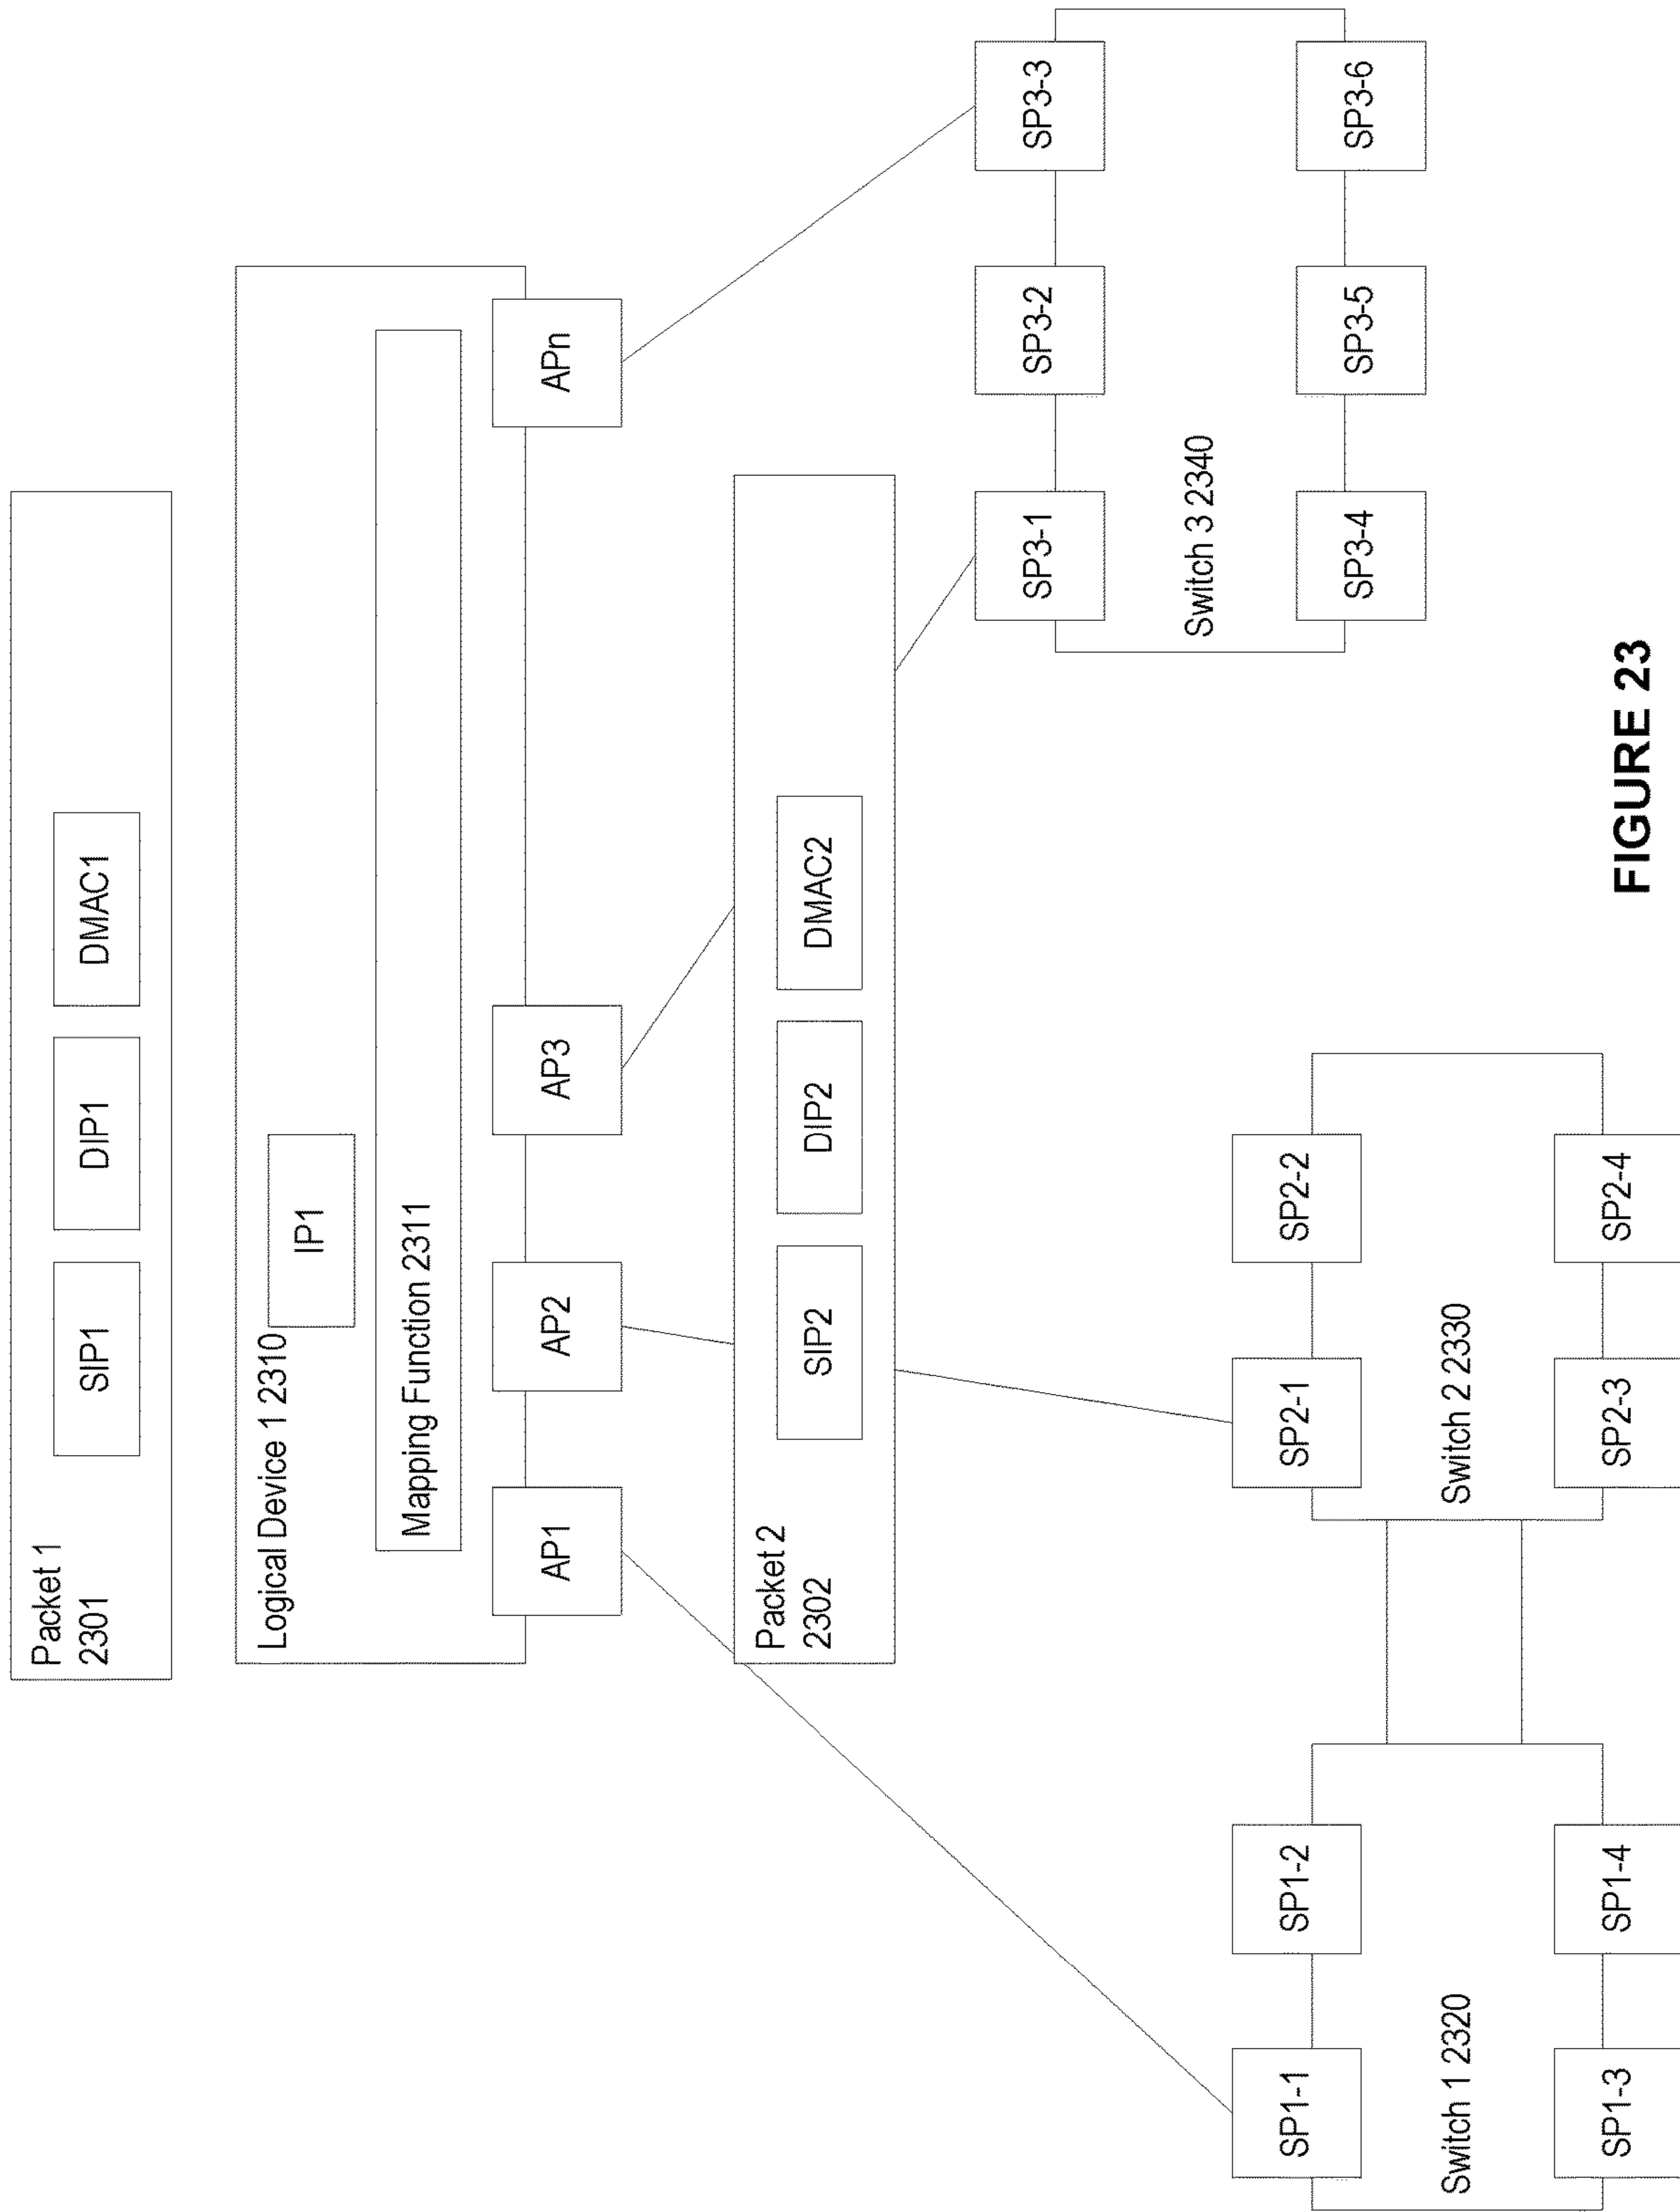 Packet 1
2301
SIP1
DIP1
DMAC1
Logical Device 1 2310
IP1
Mapping Function 2311
AP1
AP2
AP3
APn
Packet 2
2302
SIP2
DIP2
DMAC2
SP3-1
SP3-2
SP3-3
Switch 3 2340
SP3-4
SP3-5
SP3-6
SP1-1
SP1-2
SP2-1
SP2-2
Switch 1 2320
Switch 2 2330
SP1-3
SP1-4
SP2-3
SP2-4
FIGURE 23